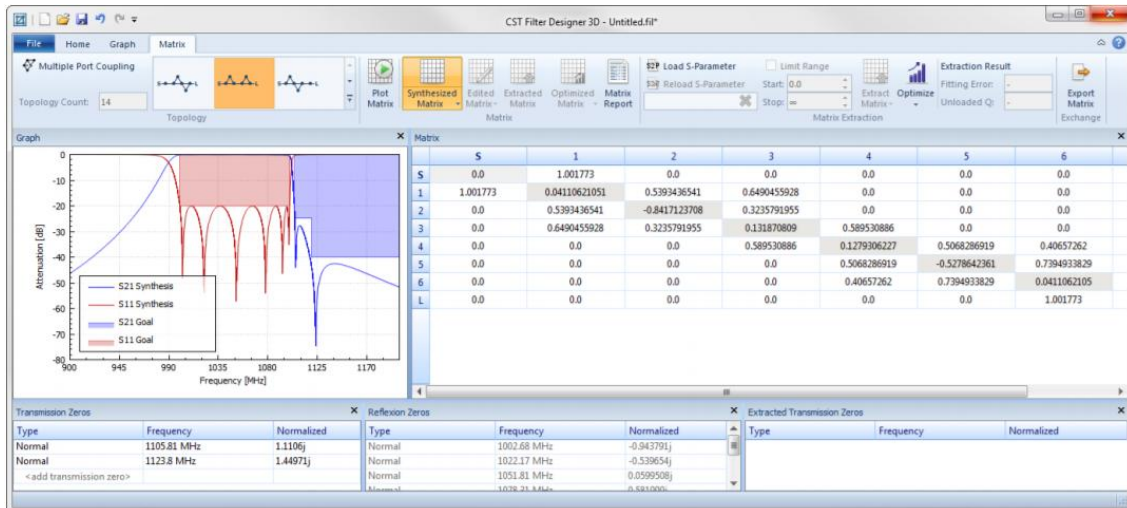 CST Filter Designer 3D - Untitled.fil*
File Home Graph Matrix
Multiple Port Coupling
Topology Count: 14
Topology
Plot Matrix
Synthesized Matrix
Edited Matrix
Extracted Matrix
Optimized Matrix
Matrix Report
Matrix
S2P Load S-Parameter
Reload S-Parameter
Limit Range
Start: 0.0
Stop: ∞
Extract Matrix
Optimize
Matrix Extraction
Extraction Result
Fitting Error: -
Unloaded Q: -
Export Matrix
Exchange
Graph
0
-10
-20
-30
-40
-50
-60
-70
-80
Attenuation [dB]
S21 Synthesis
S11 Synthesis
S21 Goal
S11 Goal
900 945 990 1035 1080 1125 1170
Frequency [MHz]
Matrix
S 1 2 3 4 5 6
S 0.0 1.001773 0.0 0.0 0.0 0.0 0.0
1 1.001773 0.04110621051 0.5393436541 0.6490455928 0.0 0.0 0.0
2 0.0 0.5393436541 -0.8417123708 0.3235791955 0.0 0.0 0.0
3 0.0 0.6490455928 0.3235791955 0.131870809 0.589530886 0.0 0.0
4 0.0 0.0 0.0 0.589530886 0.1279306227 0.5068286919 0.40657262
5 0.0 0.0 0.0 0.0 0.5068286919 -0.5278642361 0.7394933829
6 0.0 0.0 0.0 0.0 0.40657262 0.7394933829 0.0411062105
L 0.0 0.0 0.0 0.0 0.0 0.0 1.001773
Transmission Zeros
Type Frequency Normalized
Normal 1105.81 MHz 1.1106j
Normal 1123.8 MHz 1.44971j
<add transmission zero>
Reflexion Zeros
Type Frequency Normalized
Normal 1002.68 MHz -0.943791j
Normal 1022.17 MHz -0.539654j
Normal 1051.81 MHz 0.0599508j
Normal 1078.31 MHz
Extracted Transmission Zeros
Type Frequency Normalized